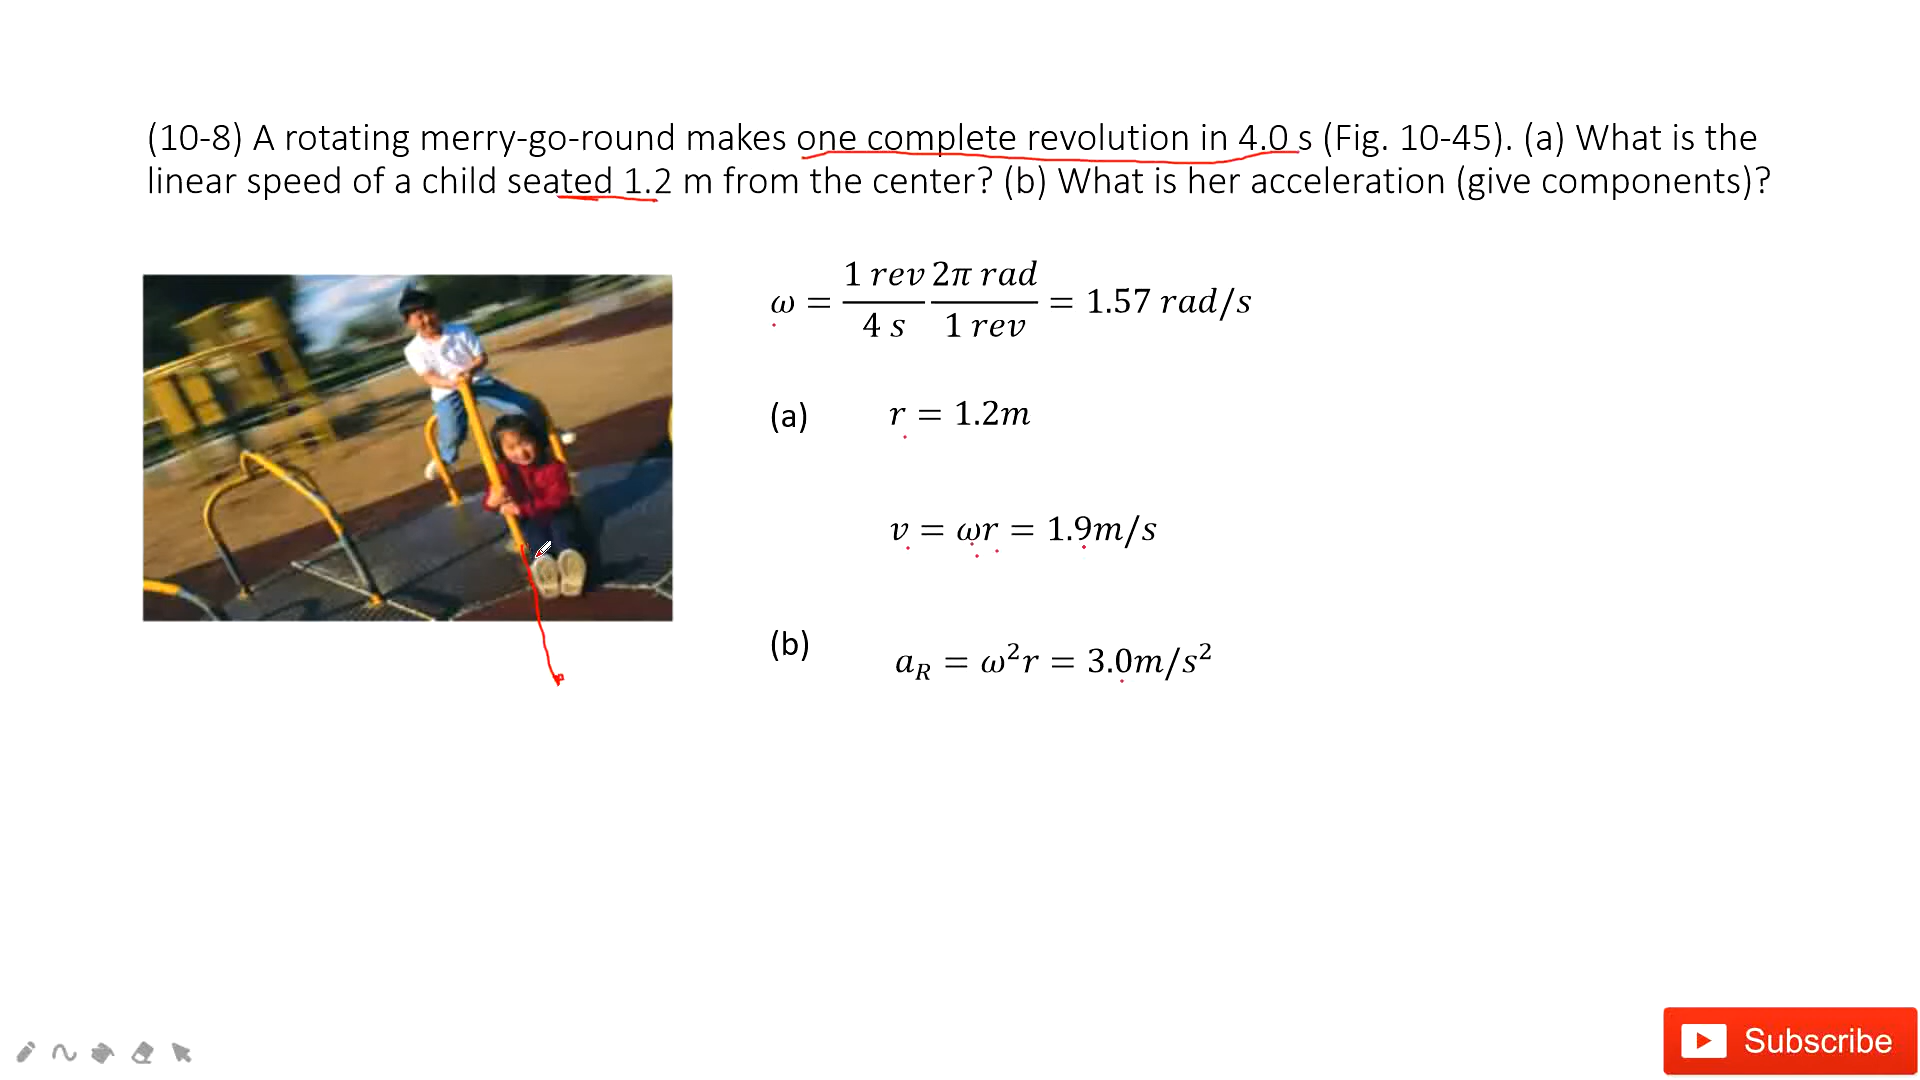 (10-8) A rotating merry-go-round makes one complete revolution in 4.0 s (Fig. 10-45). (a) What is the
linear speed of a child seated 1.2 m from the center? (b) What is her acceleration (give components)?
ω = 1 rev/4 s 2π rad/1 rev = 1.57 rad/s
(a) r = 1.2m
v = ωr = 1.9m/s
(b) a_R = ω²r = 3.0m/s²
Subscribe